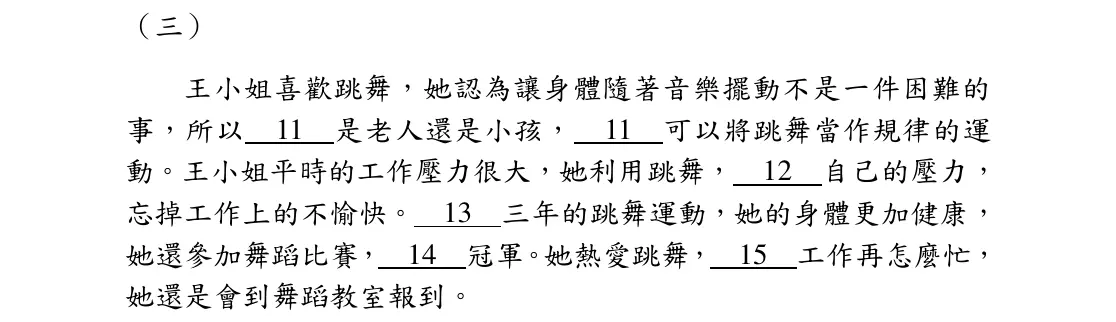 （三）
王小姐喜歡跳舞，她認為讓身體隨著音樂擺動不是一件困難的
事，所以 11 是老人還是小孩， 11 可以將跳舞當作規律的運
動。王小姐平時的工作壓力很大，她利用跳舞， 12 自己的壓力，
忘掉工作上的不愉快。 13 三年的跳舞運動，她的身體更加健康，
她還參加舞蹈比賽， 14 冠軍。她熱愛跳舞， 15 工作再怎麼忙，
她還是會到舞蹈教室報到。